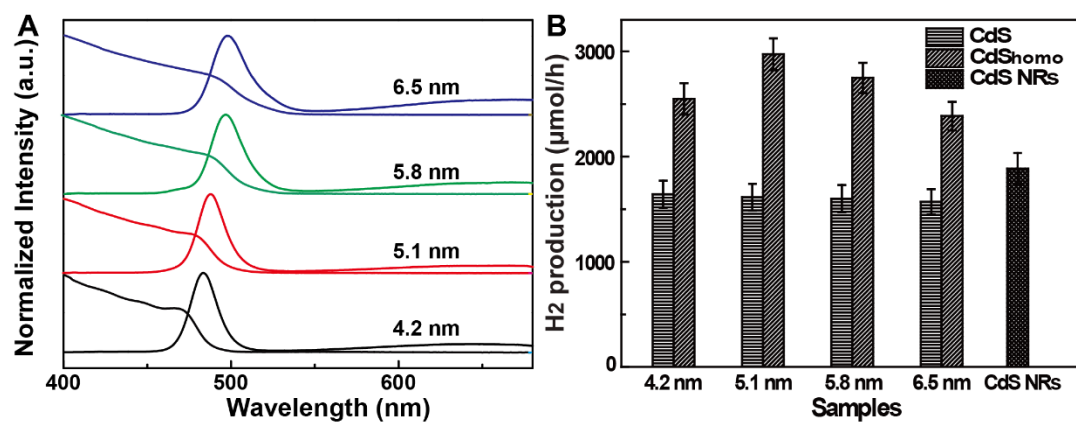 A
Normalized Intensity (a.u.)
6.5 nm
5.8 nm
5.1 nm
4.2 nm
400
500
600
Wavelength (nm)
B
H2 production (μmol/h)
3000
2000
1000
0
CdS
CdShomo
CdS NRs
4.2 nm 5.1 nm 5.8 nm 6.5 nm CdS NRs
Samples